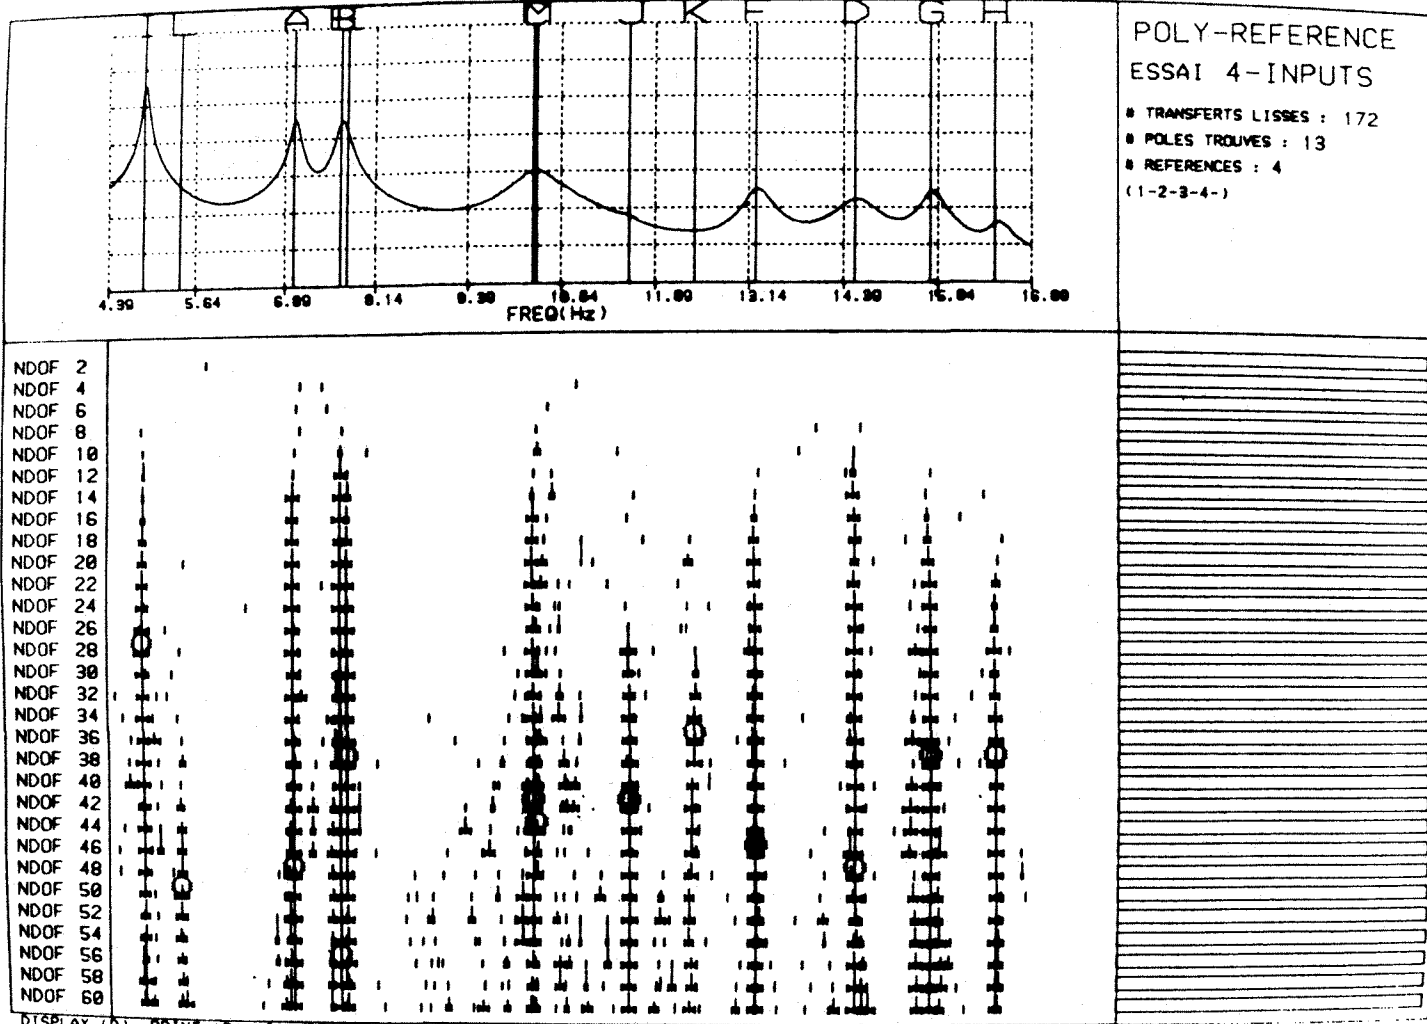 A B M J K F D G H
POLY-REFERENCE
ESSAI 4-INPUTS
# TRANSFERTS LISSES : 172
# POLES TROUVES : 13
# REFERENCES : 4
(1-2-3-4-)
4.39 5.64 6.89 8.14 9.39 10.64 11.89 13.14 14.39 15.64 16.89
FREQ(Hz)
NDOF 2
NDOF 4
NDOF 6
NDOF 8
NDOF 10
NDOF 12
NDOF 14
NDOF 16
NDOF 18
NDOF 20
NDOF 22
NDOF 24
NDOF 26
NDOF 28
NDOF 30
NDOF 32
NDOF 34
NDOF 36
NDOF 38
NDOF 40
NDOF 42
NDOF 44
NDOF 46
NDOF 48
NDOF 50
NDOF 52
NDOF 54
NDOF 56
NDOF 58
NDOF 60